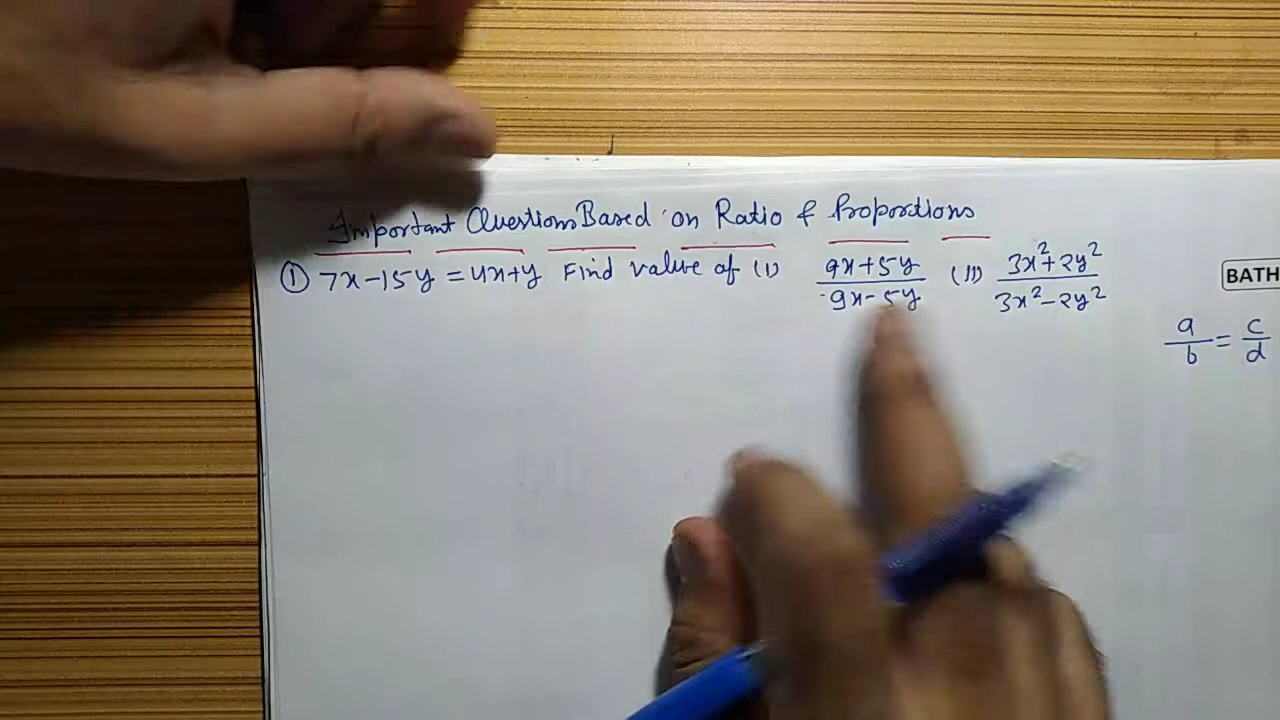 Important Questions Based on Ratio & Proportions
① 7x-15y = 4x+y Find value of (I) 9x+5y/9x-5y (II) 3x²+2y²/3x²-2y²
BATH
a/b = c/d